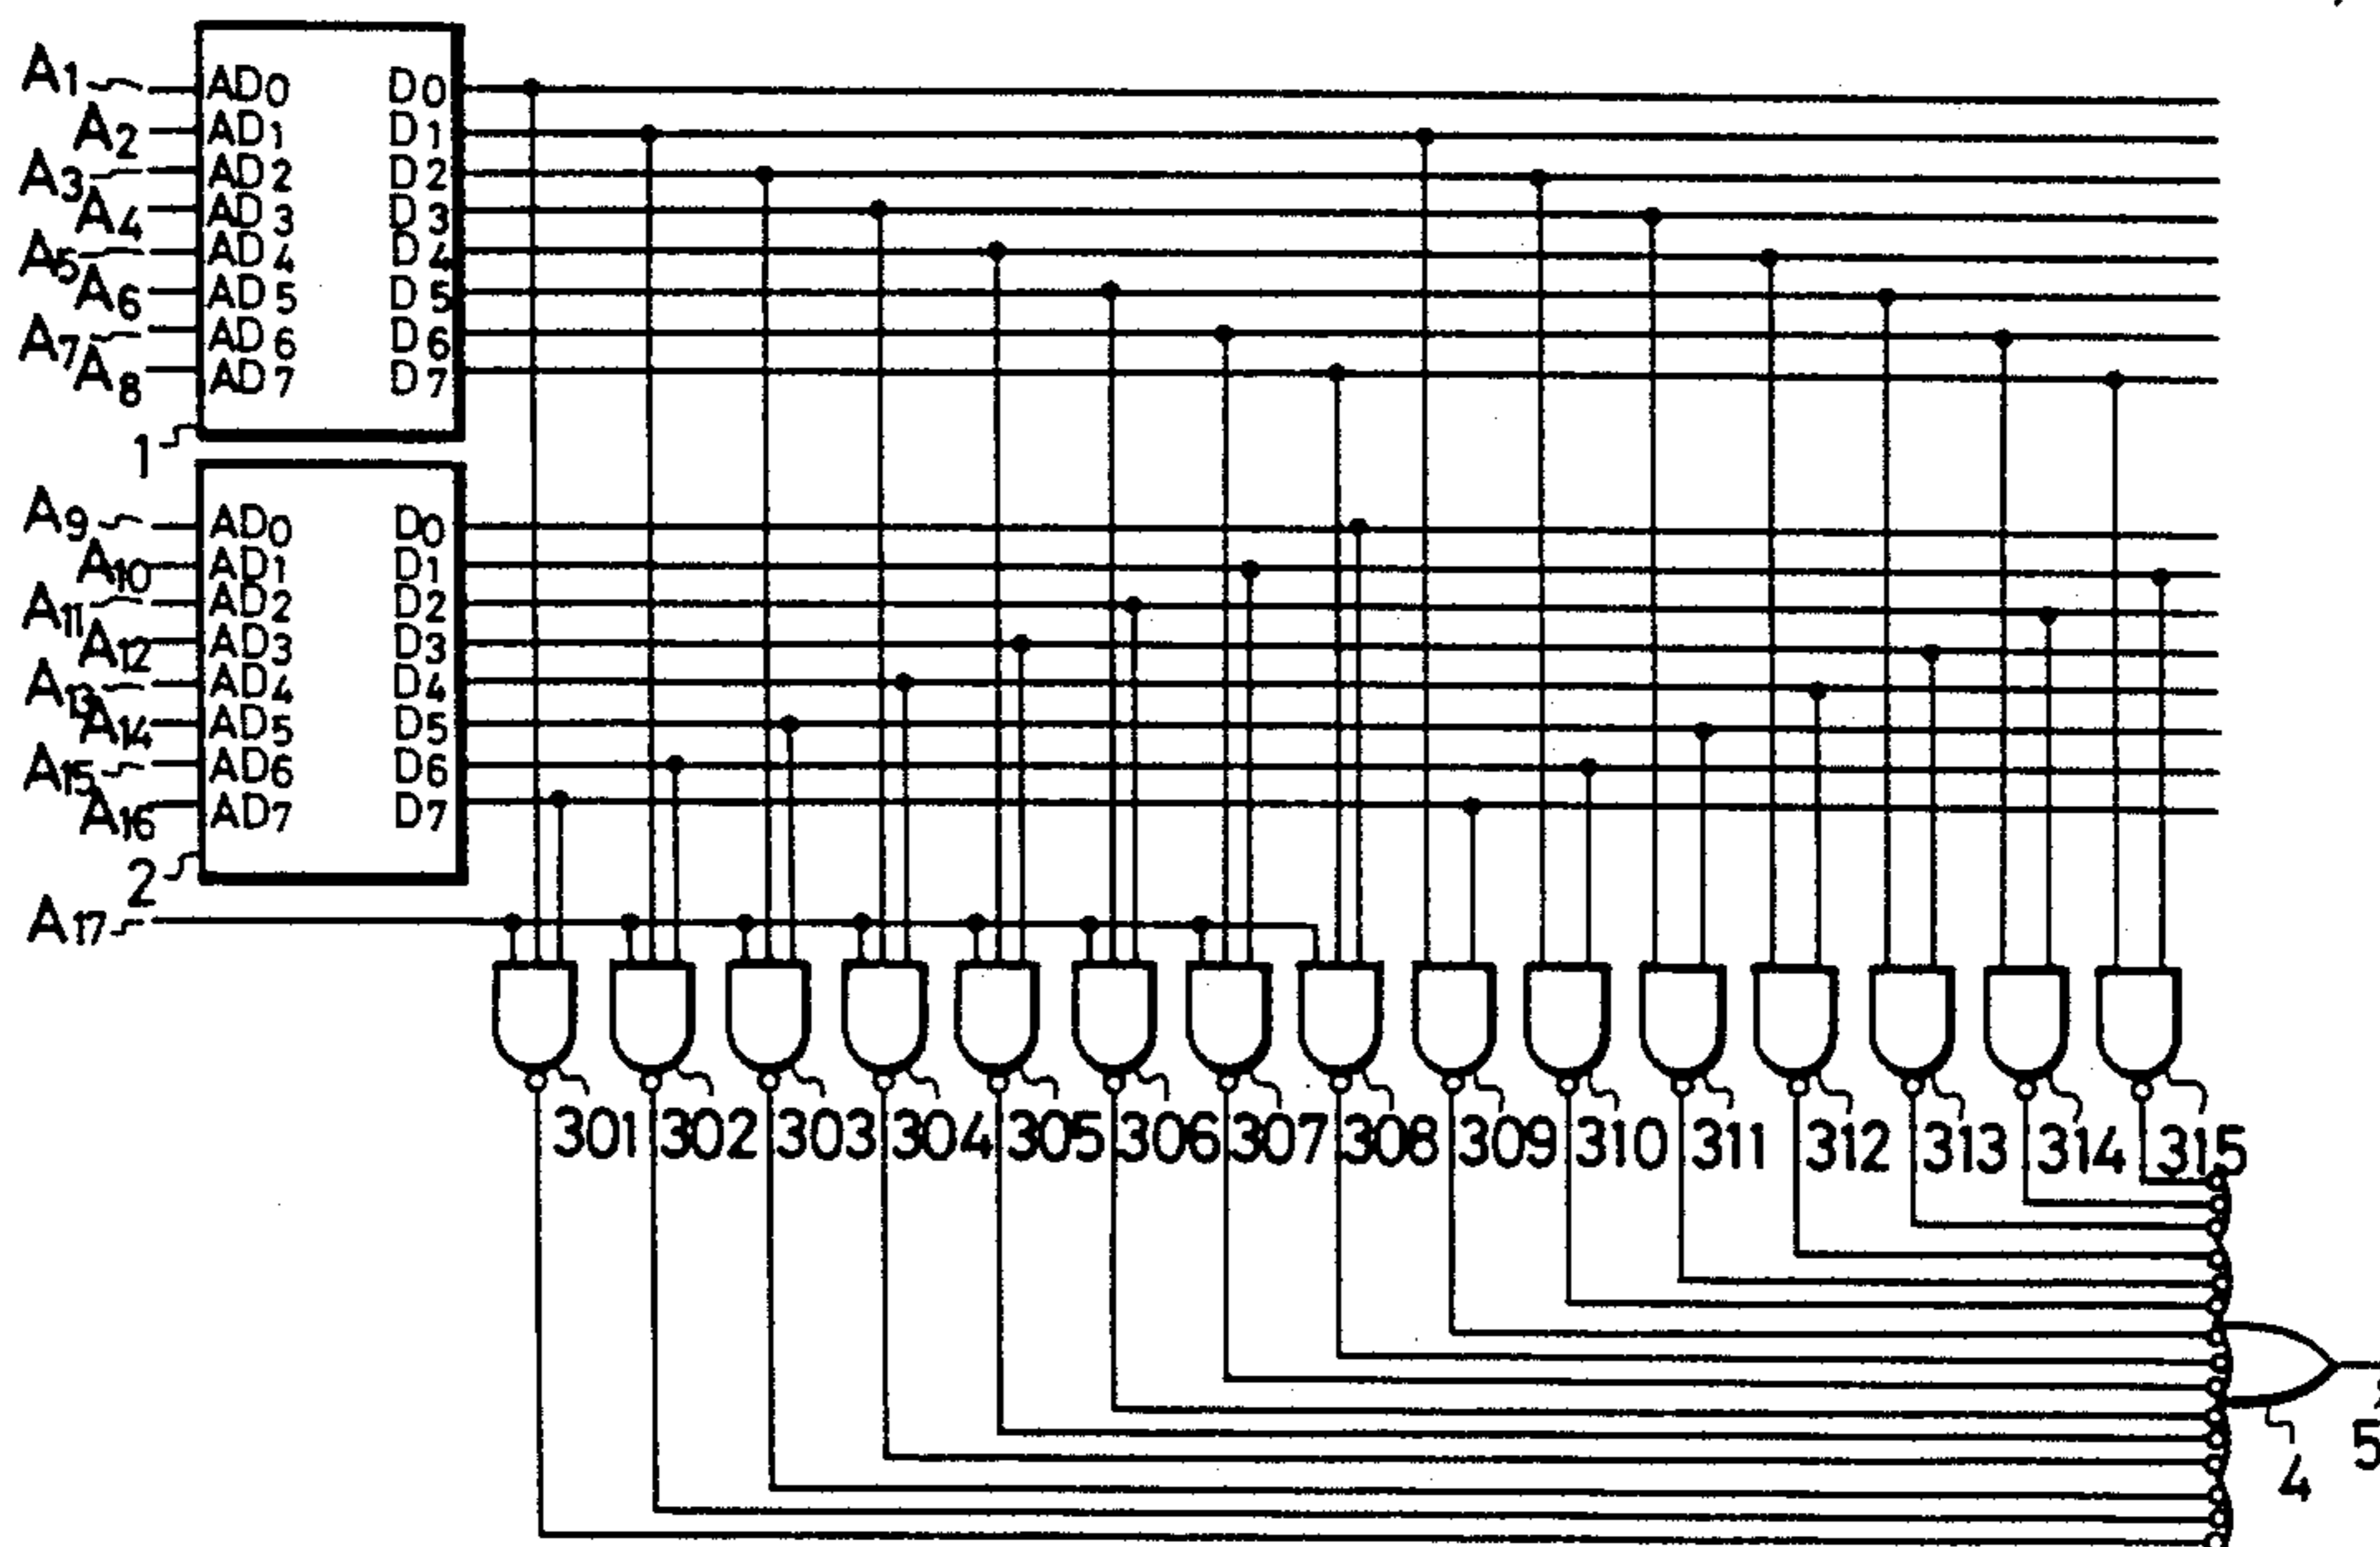 A1 AD0 D0
A2 AD1 D1
A3 AD2 D2
A4 AD3 D3
A5 AD4 D4
A6 AD5 D5
A7 AD6 D6
A8 AD7 D7
1
A9 AD0 D0
A10 AD1 D1
A11 AD2 D2
A12 AD3 D3
A13 AD4 D4
A14 AD5 D5
A15 AD6 D6
A16 AD7 D7
2
A17
301 302 303 304 305 306 307 308 309 310 311 312 313 314 315
4 5